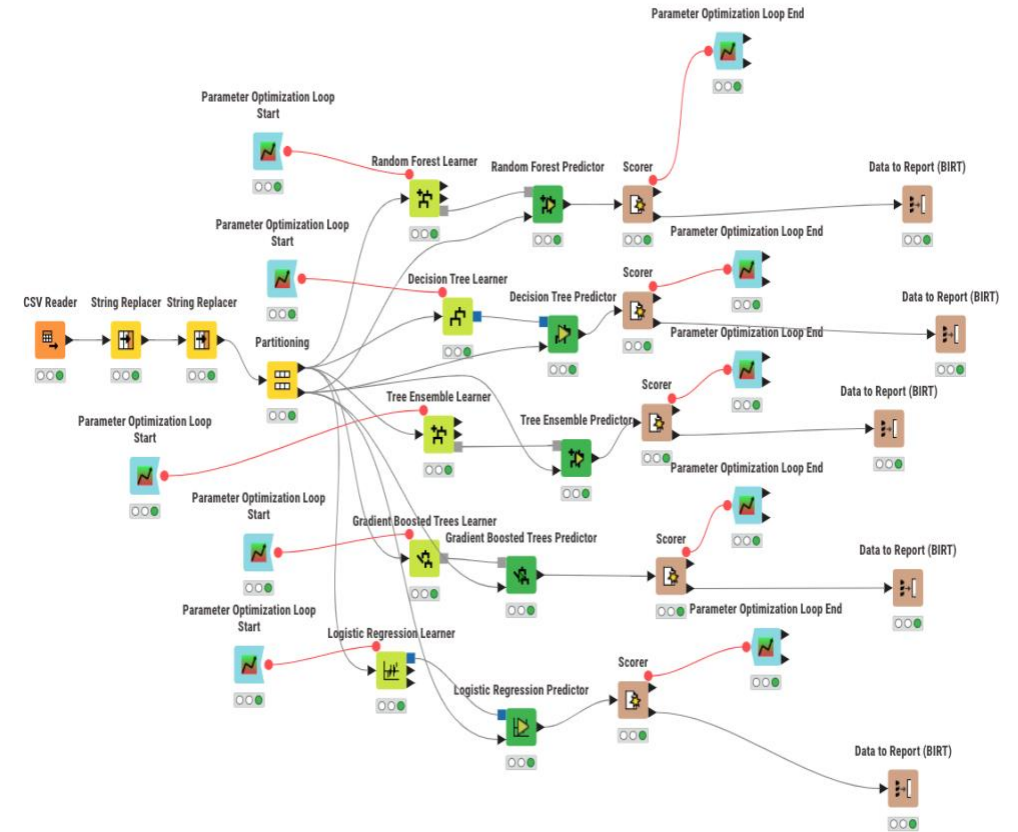 Parameter Optimization Loop End
Parameter Optimization Loop
Start
Random Forest Learner
Random Forest Predictor
Scorer
Data to Report (BIRT)
Parameter Optimization Loop
Start
Parameter Optimization Loop End
Decision Tree Learner
Scorer
Decision Tree Predictor
Data to Report (BIRT)
CSV Reader
String Replacer
String Replacer
Partitioning
Parameter Optimization Loop End
Tree Ensemble Learner
Scorer
Data to Report (BIRT)
Parameter Optimization Loop
Start
Tree Ensemble Predictor
Parameter Optimization Loop End
Parameter Optimization Loop
Start
Gradient Boosted Trees Learner
Gradient Boosted Trees Predictor
Scorer
Data to Report (BIRT)
Parameter Optimization Loop
Start
Parameter Optimization Loop End
Logistic Regression Learner
Scorer
Logistic Regression Predictor
Data to Report (BIRT)